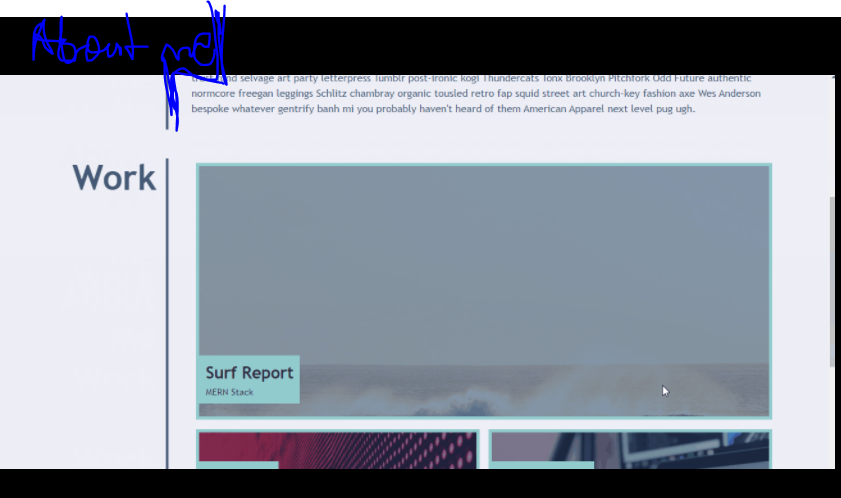 About me
and selvage art party letterpress Tumblr post-ironic kogi Thundercats Tonx Brooklyn Pitchfork Odd Future authentic
normcore freegan leggings Schlitz chambray organic tousled retro fap squid street art church-key fashion axe Wes Anderson
bespoke whatever gentrify banh mi you probably haven't heard of them American Apparel next level pug ugh.
Work
Surf Report
MERN Stack